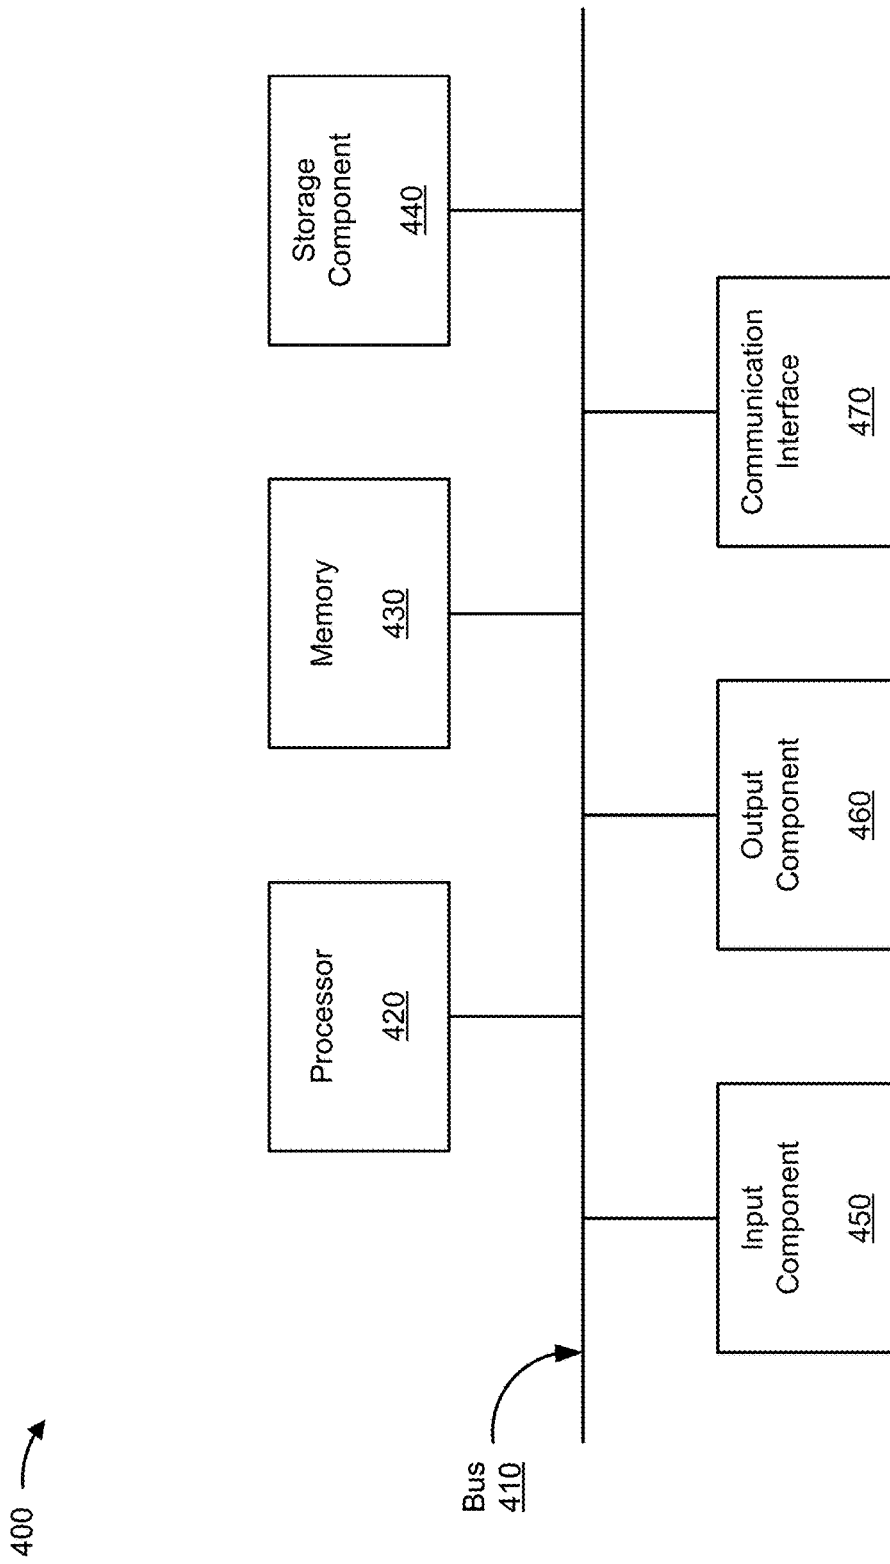 400
Bus
410
Processor
420
Memory
430
Storage
Component
440
Input
Component
450
Output
Component
460
Communication
Interface
470